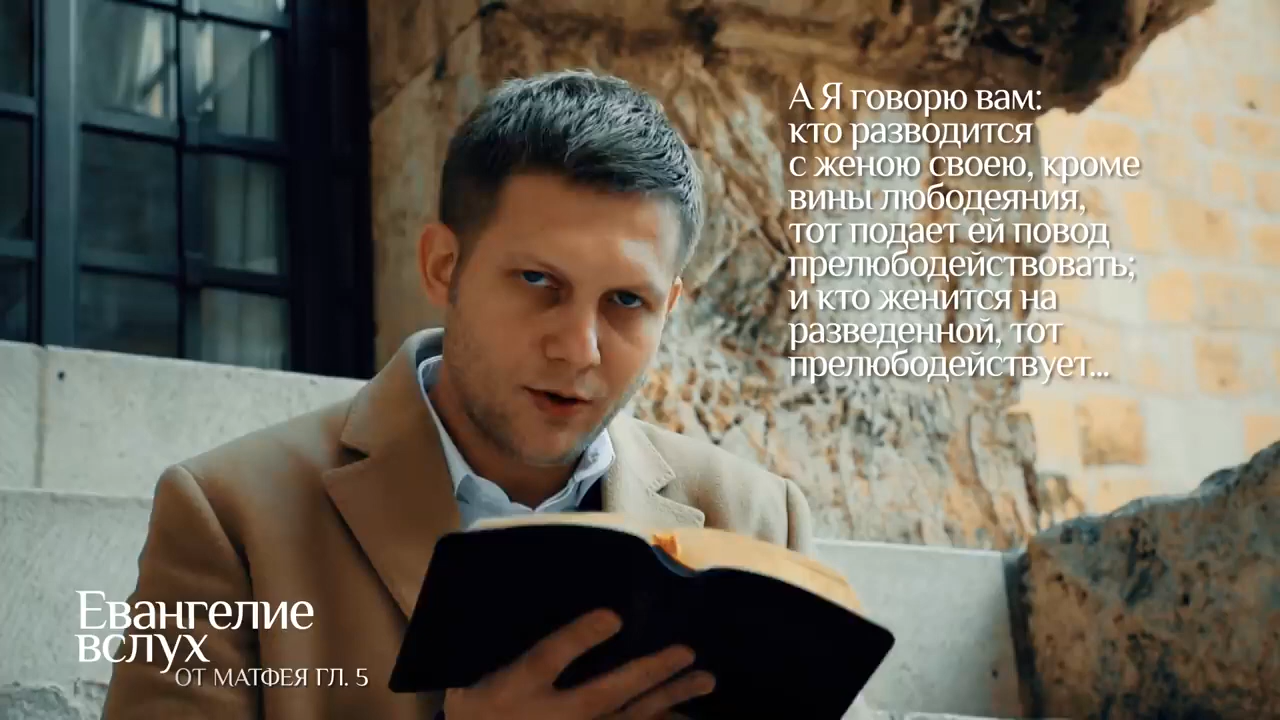 А Я говорю вам:
кто разводится
с женою своею, кроме
вины любодеяния,
тот подает ей повод
прелюбодействовать;
и кто женится на
разведенной, тот
прелюбодействует...
Евангелие
вслух
ОТ МАТФЕЯ ГЛ. 5